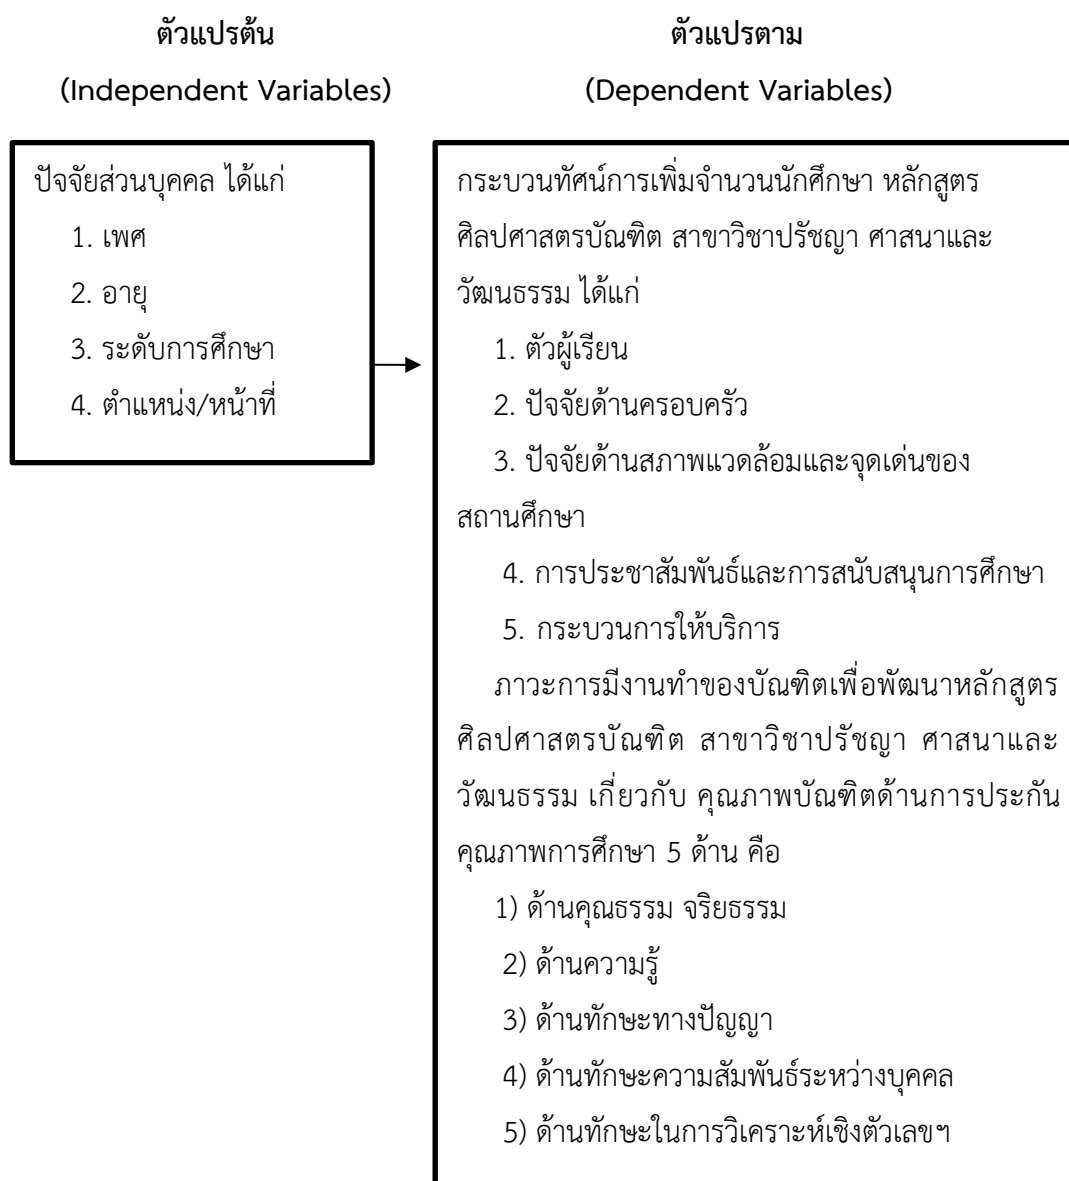 ตัวแปรต้น
(Independent Variables)
ตัวแปรตาม
(Dependent Variables)
ปัจจัยส่วนบุคคล ได้แก่
1. เพศ
2. อายุ
3. ระดับการศึกษา
4. ตำแหน่ง/หน้าที่
กระบวนทัศน์การเพิ่มจำนวนนักศึกษา หลักสูตร
ศิลปศาสตรบัณฑิต สาขาวิชาปรัชญา ศาสนาและ
วัฒนธรรม ได้แก่
1. ตัวผู้เรียน
2. ปัจจัยด้านครอบครัว
3. ปัจจัยด้านสภาพแวดล้อมและจุดเด่นของ
สถานศึกษา
4. การประชาสัมพันธ์และการสนับสนุนการศึกษา
5. กระบวนการให้บริการ
ภาวะการมีงานทำของบัณฑิตเพื่อพัฒนาหลักสูตร
ศิลปศาสตรบัณฑิต สาขาวิชาปรัชญา ศาสนาและ
วัฒนธรรม เกี่ยวกับ คุณภาพบัณฑิตด้านการประกัน
คุณภาพการศึกษา 5 ด้าน คือ
1) ด้านคุณธรรม จริยธรรม
2) ด้านความรู้
3) ด้านทักษะทางปัญญา
4) ด้านทักษะความสัมพันธ์ระหว่างบุคคล
5) ด้านทักษะในการวิเคราะห์เชิงตัวเลขฯ